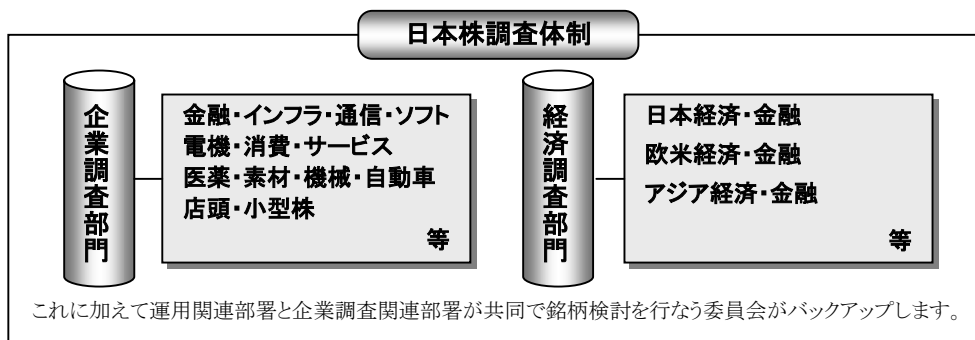 日本株調査体制
企業調査部門
金融・インフラ・通信・ソフト
電機・消費・サービス
医薬・素材・機械・自動車
店頭・小型株
等
経済調査部門
日本経済・金融
欧米経済・金融
アジア経済・金融
等
これに加えて運用関連部署と企業調査関連部署が共同で銘柄検討を行なう委員会がバックアップします。